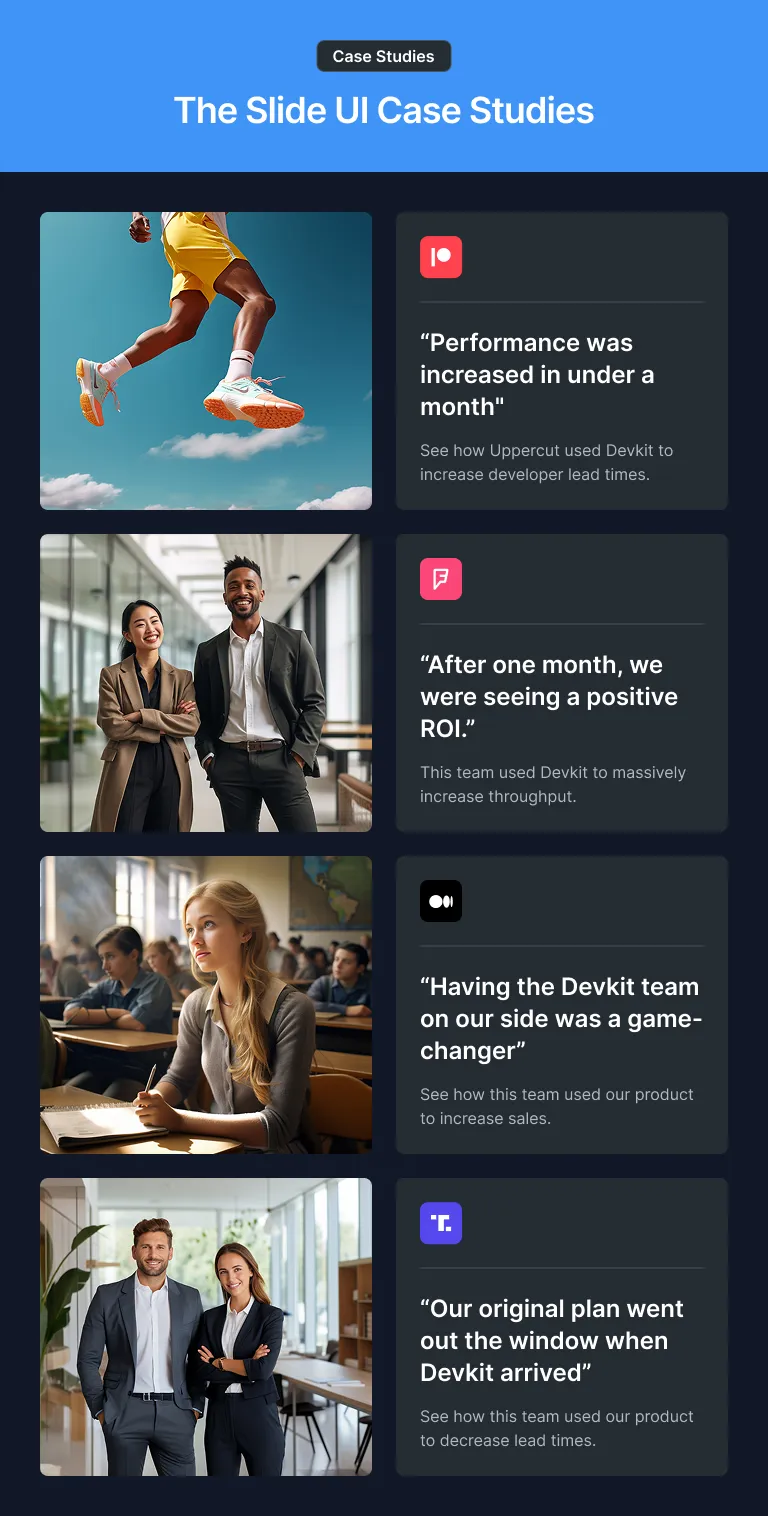 Case Studies
The Slide UI Case Studies
“Performance was
increased in under a
month"
See how Uppercut used Devkit to
increase developer lead times.
“After one month, we
were seeing a positive
ROI.”
This team used Devkit to massively
increase throughput.
“Having the Devkit team
on our side was a game-
changer”
See how this team used our product
to increase sales.
T.
“Our original plan went
out the window when
Devkit arrived”
See how this team used our product
to decrease lead times.